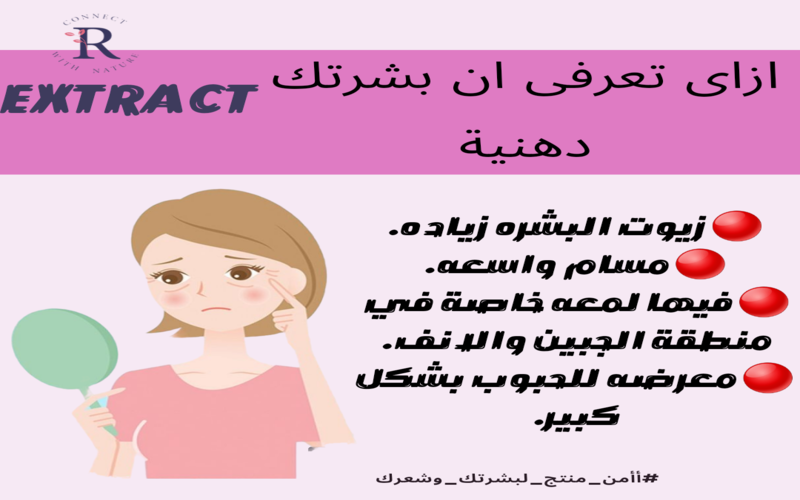 CONNECT
R
WITH NATURE
EXTRACT
ازاى تعرفى ان بشرتك
دهنية
زيوت البشره زياده.
مسام واسعه.
فيها لمعه خاصة في
منطقة الجبين والانف.
معرضه للحبوب بشكل
كبير.
#أأمن_منتج_لبشرتك_وشعرك